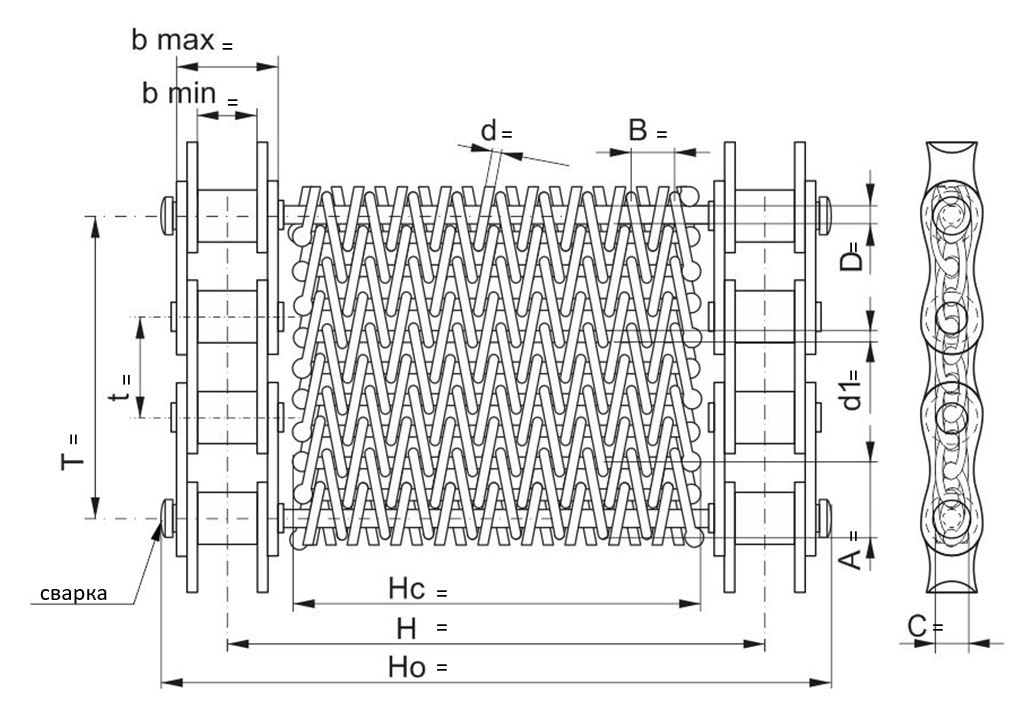 b max =
b min =
d =
B =
D =
t =
d1 =
T =
A =
сварка
Hc =
H =
C =
Ho =